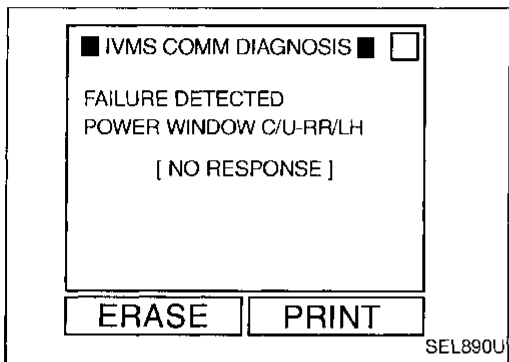 ■ IVMS COMM DIAGNOSIS ■
FAILURE DETECTED
POWER WINDOW C/U-RR/LH
[ NO RESPONSE ]
ERASE
PRINT
SEL890U